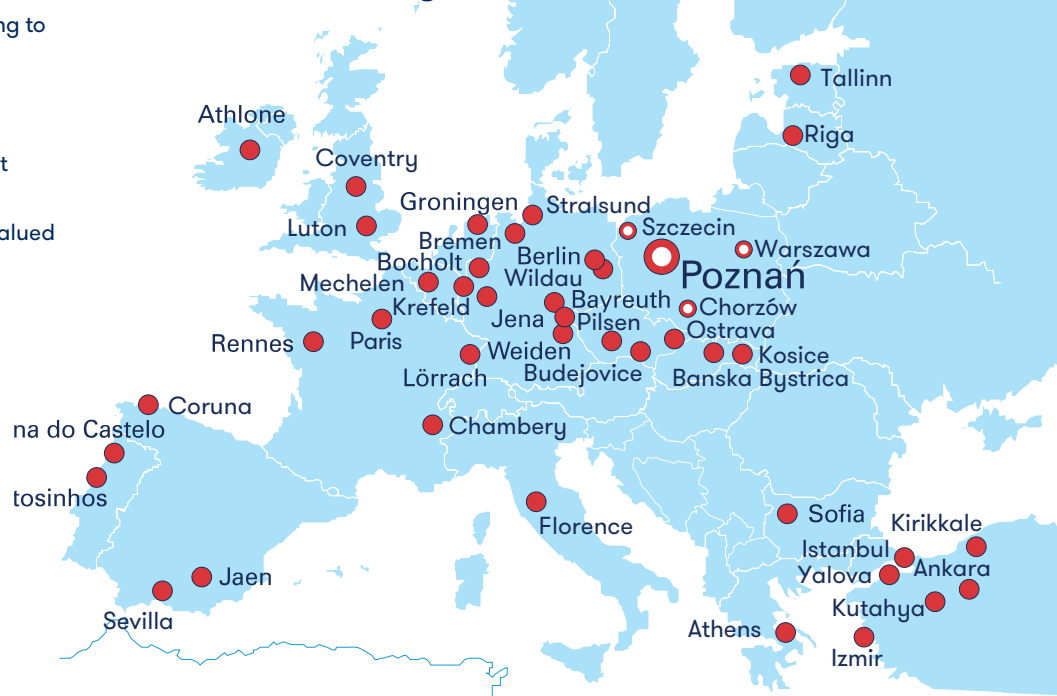 ng to
t
alued
Tallinn
Athlone
Riga
Coventry
Groningen
Stralsund
Luton
Szczecin
Bremen
Warszawa
Bocholt
Berlin
Mechelen
Wildau
Poznań
Krefeld
Bayreuth
Chorzów
Jena
Pilsen
Ostrava
Rennes
Paris
Weiden
Kosice
Lörrach
Budejovice
Banska Bystrica
Coruna
Chambery
na do Castelo
tosinhos
Florence
Sofia
Kirikkale
Istanbul
Yalova
Ankara
Jaen
Kutahya
Sevilla
Athens
Izmir